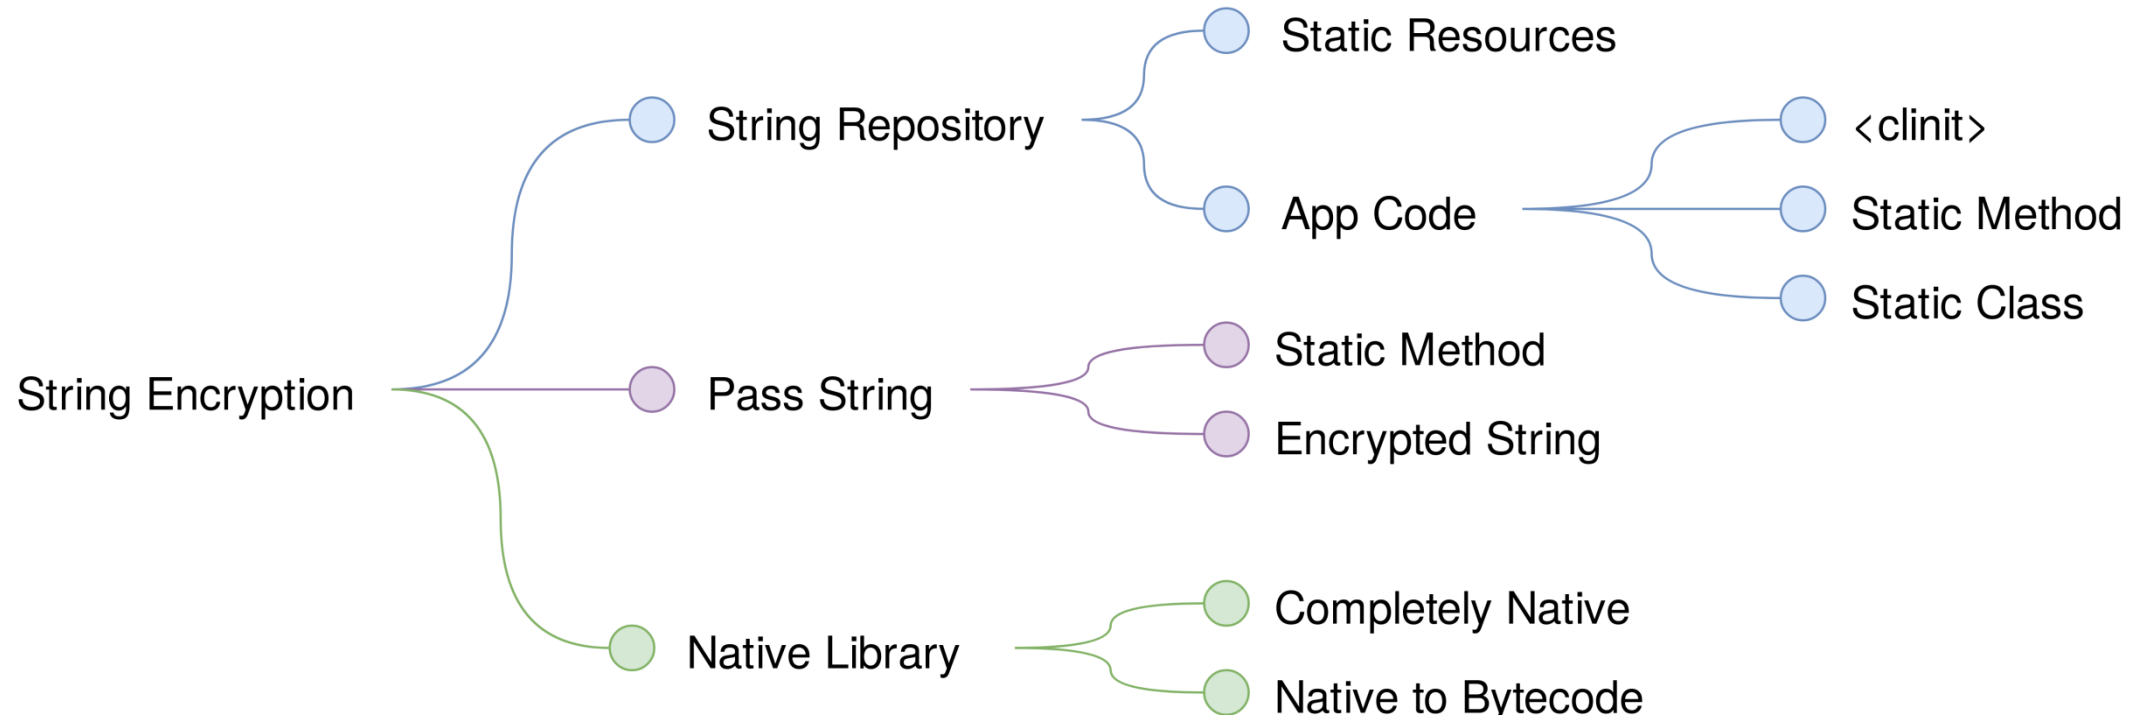 Static Resources
String Repository
<clinit>
App Code
Static Method
Static Class
Static Method
String Encryption
Pass String
Encrypted String
Completely Native
Native Library
Native to Bytecode